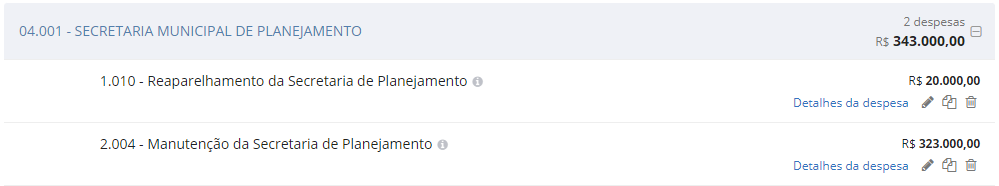 04.001 - SECRETARIA MUNICIPAL DE PLANEJAMENTO
2 despesas
R$ 343.000,00
1.010 - Reaparelhamento da Secretaria de Planejamento
R$ 20.000,00
Detalhes da despesa
2.004 - Manutenção da Secretaria de Planejamento
R$ 323.000,00
Detalhes da despesa